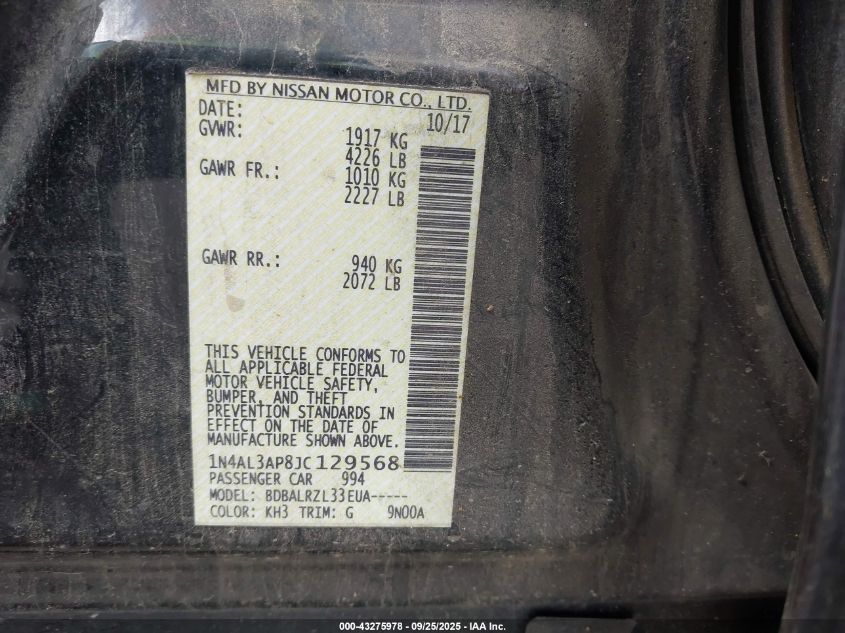 MFD BY NISSAN MOTOR CO., LTD.
DATE: 10/17
GVWR: 1917 KG
4226 LB
GAWR FR.: 1010 KG
2227 LB
GAWR RR.: 940 KG
2072 LB
THIS VEHICLE CONFORMS TO
ALL APPLICABLE FEDERAL
MOTOR VEHICLE SAFETY,
BUMPER, AND THEFT
PREVENTION STANDARDS IN
EFFECT ON THE DATE OF
MANUFACTURE SHOWN ABOVE.
1N4AL3AP8JC129568
PASSENGER CAR 994
MODEL: BDBALRZL33EUA-----
COLOR: KH3 TRIM: G 9N00A
000-43275978 - 09/25/2025 - IAA Inc.